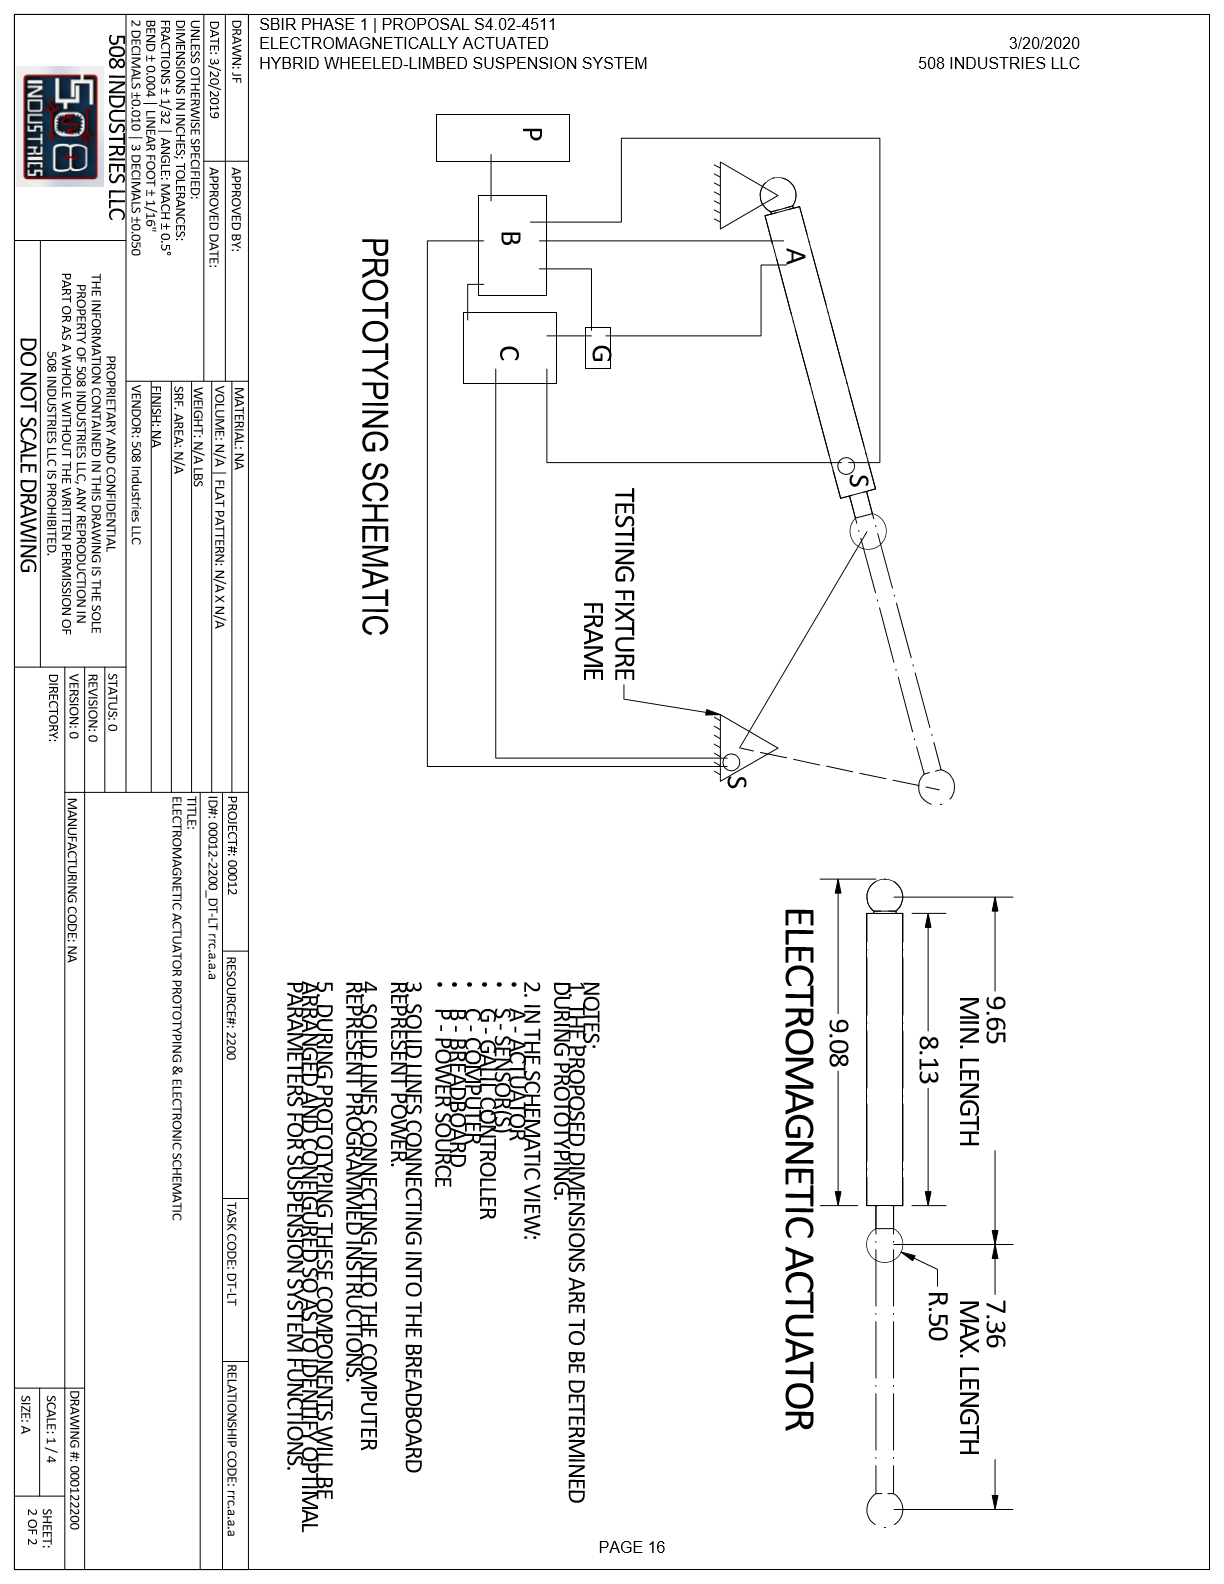 SBIR PHASE 1 | PROPOSAL S4.02-4511
ELECTROMAGNETICALLY ACTUATED
HYBRID WHEELED-LIMBED SUSPENSION SYSTEM
3/20/2020
508 INDUSTRIES LLC
P
B
C
G
A
S
S
TESTING FIXTURE
FRAME
PROTOTYPING SCHEMATIC
9.65
MIN. LENGTH
7.36
MAX. LENGTH
8.13
9.08
R.50
ELECTROMAGNETIC ACTUATOR
NOTES:
1. THE PROPOSED DIMENSIONS ARE TO BE DETERMINED
DURING PROTOTYPING.
2. IN THE SCHEMATIC VIEW:
• A - ACTUATOR
• S - SENSOR(S)
• G - GALIL CONTROLLER
• C - COMPUTER
• B - BREADBOARD
• P - POWER SOURCE
3. SOLID LINES CONNECTING INTO THE BREADBOARD
REPRESENT POWER.
4. SOLID LINES CONNECTING INTO THE COMPUTER
REPRESENT PROGRAMMED INSTRUCTIONS.
5. DURING PROTOTYPING THESE COMPONENTS WILL BE
ARRANGED AND CONFIGURED SO AS TO IDENTIFY OPTIMAL
PARAMETERS FOR SUSPENSION SYSTEM FUNCTIONS.
DRAWN: JF
DATE: 3/20/2019
APPROVED BY:
APPROVED DATE:
UNLESS OTHERWISE SPECIFIED:
DIMENSIONS IN INCHES; TOLERANCES:
FRACTIONS ± 1/32 | ANGLE: MACH ± 0.5°
BEND ± 0.004 | LINEAR FOOT ± 1/16"
2 DECIMALS ±0.010 | 3 DECIMALS ±0.050
508 INDUSTRIES LLC
508
INDUSTRIES
MATERIAL: NA
VOLUME: N/A | FLAT PATTERN: N/A X N/A
WEIGHT: N/A LBS
SRF. AREA: N/A
FINISH: NA
VENDOR: 508 Industries LLC
PROPRIETARY AND CONFIDENTIAL
THE INFORMATION CONTAINED IN THIS DRAWING IS THE SOLE
PROPERTY OF 508 INDUSTRIES LLC, ANY REPRODUCTION IN
PART OR AS A WHOLE WITHOUT THE WRITTEN PERMISSION OF
508 INDUSTRIES LLC IS PROHIBITED.
DO NOT SCALE DRAWING
STATUS: 0
REVISION: 0
VERSION: 0
DIRECTORY:
PROJECT#: 00012
RESOURCE#: 2200
TASK CODE: DT-LT
RELATIONSHIP CODE: rrc.a.a.a
ID#: 00012-2200_DT-LT rrc.a.a.a
TITLE:
ELECTROMAGNETIC ACTUATOR PROTOTYPING & ELECTRONIC SCHEMATIC
MANUFACTURING CODE: NA
DRAWING #: 000122200
SCALE: 1 / 4
SIZE: A
SHEET:
2 OF 2
PAGE 16